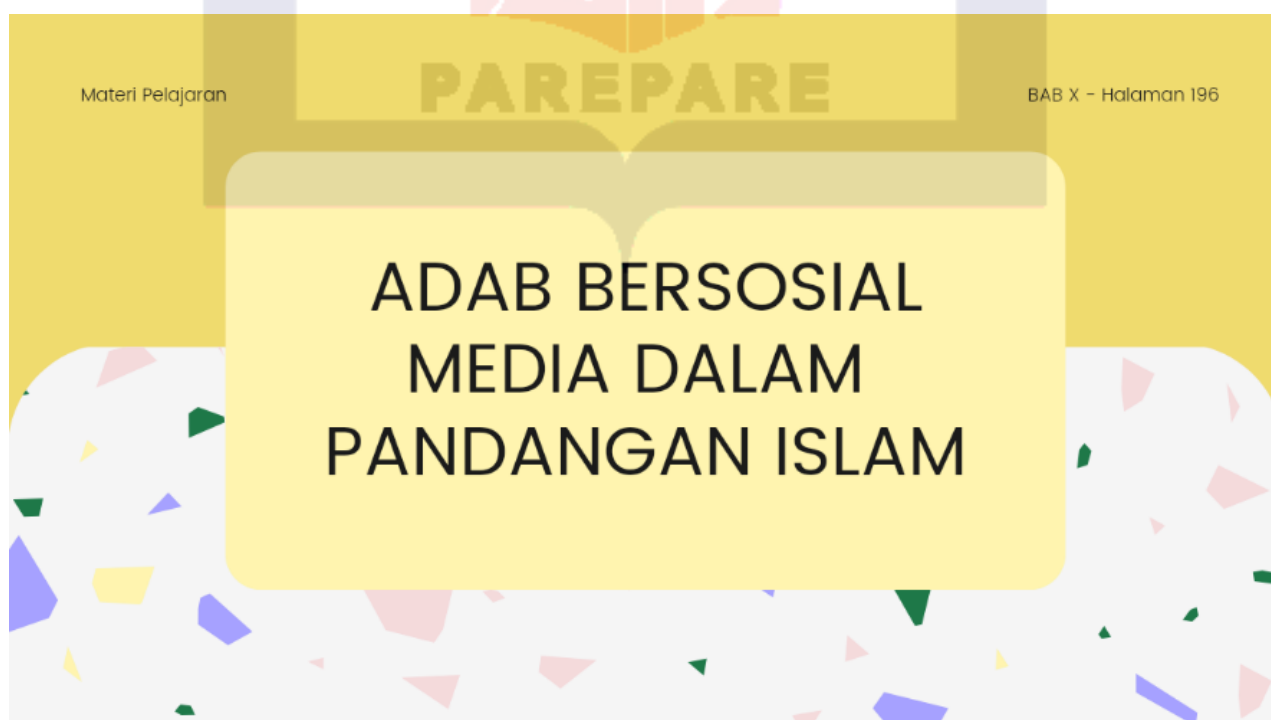 PAREPARE
Materi Pelajaran
BAB X - Halaman 196
ADAB BERSOSIAL
MEDIA DALAM
PANDANGAN ISLAM